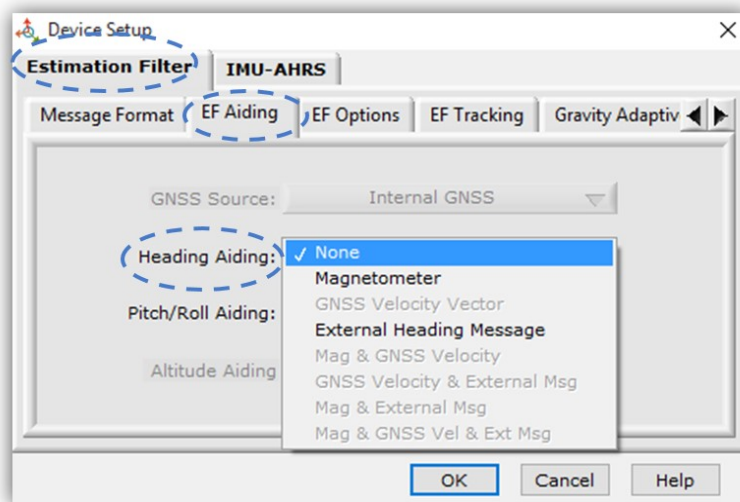 Device Setup
Estimation Filter IMU-AHRS
Message Format EF Aiding EF Options EF Tracking Gravity Adaptiv
GNSS Source: Internal GNSS
Heading Aiding: ✓ None
Magnetometer
GNSS Velocity Vector
Pitch/Roll Aiding: External Heading Message
Mag & GNSS Velocity
Altitude Aiding GNSS Velocity & External Msg
Mag & External Msg
Mag & GNSS Vel & Ext Msg
OK Cancel Help